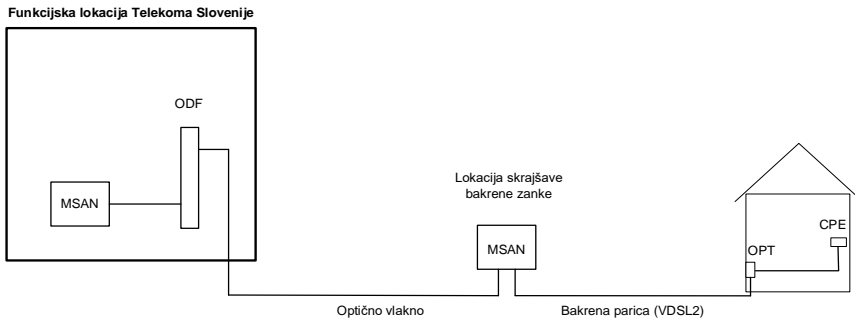 Funkcijska lokacija Telekoma Slovenije
ODF
MSAN
Lokacija skrajšave
bakrene zanke
MSAN
CPE
OPT
Optično vlakno
Bakrena parica (VDSL2)